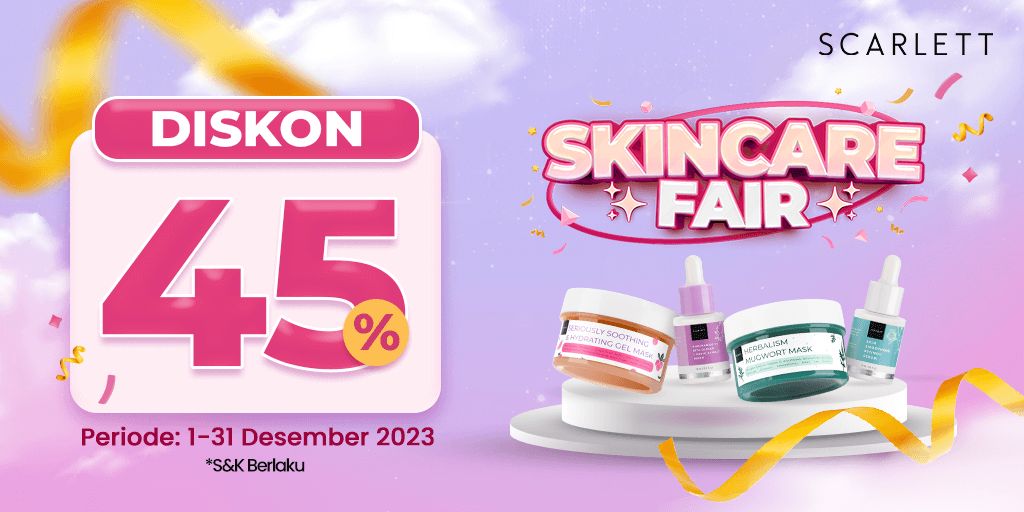 SCARLETT
DISKON
45%
Periode: 1-31 Desember 2023
*S&K Berlaku
SKINCARE
FAIR
SERIOUSLY SOOTHING
& HYDRATING GEL MASK
HERBALISM
MUGWORT MASK